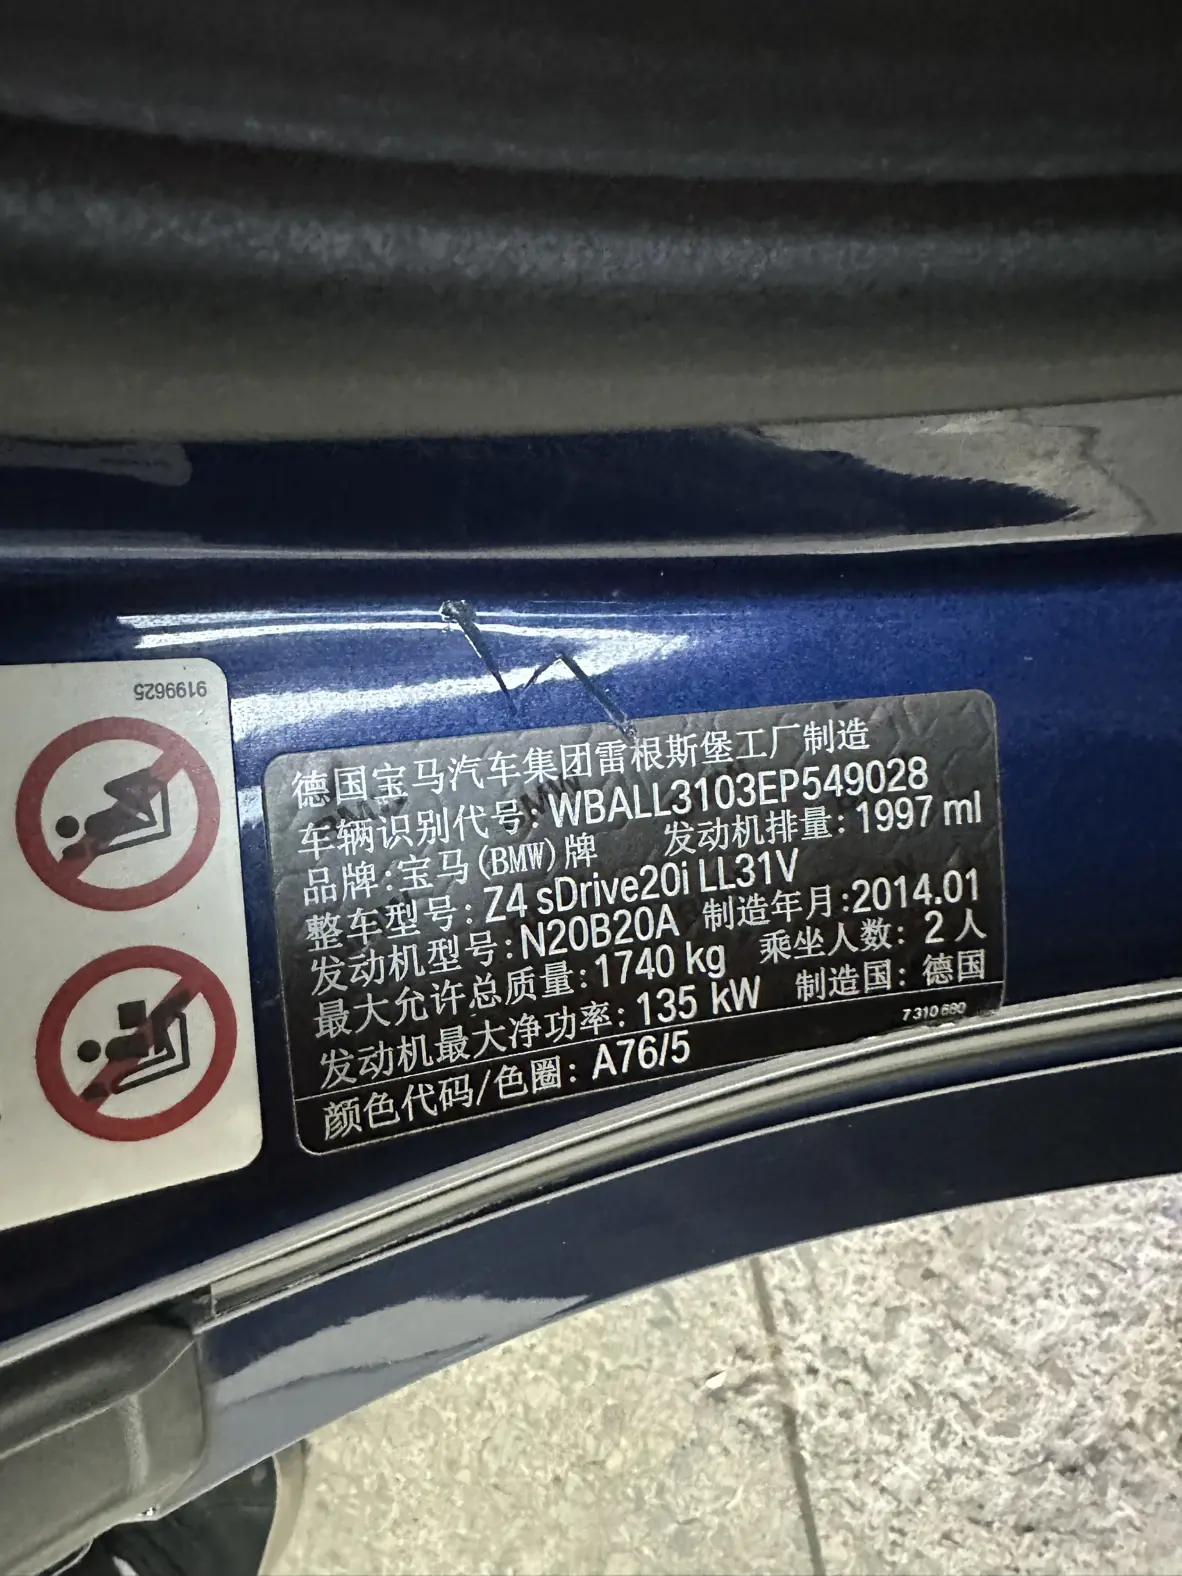 9199625
德国宝马汽车集团雷根斯堡工厂制造
车辆识别代号:WBALL3103EP549028
品牌:宝马(BMW)牌 发动机排量:1997 ml
整车型号:Z4 sDrive20i LL31V
发动机型号:N20B20A 制造年月:2014.01
最大允许总质量:1740 kg 乘坐人数:2人
发动机最大净功率:135 kW 制造国:德国
7 310 680
颜色代码/色圈:A76/5